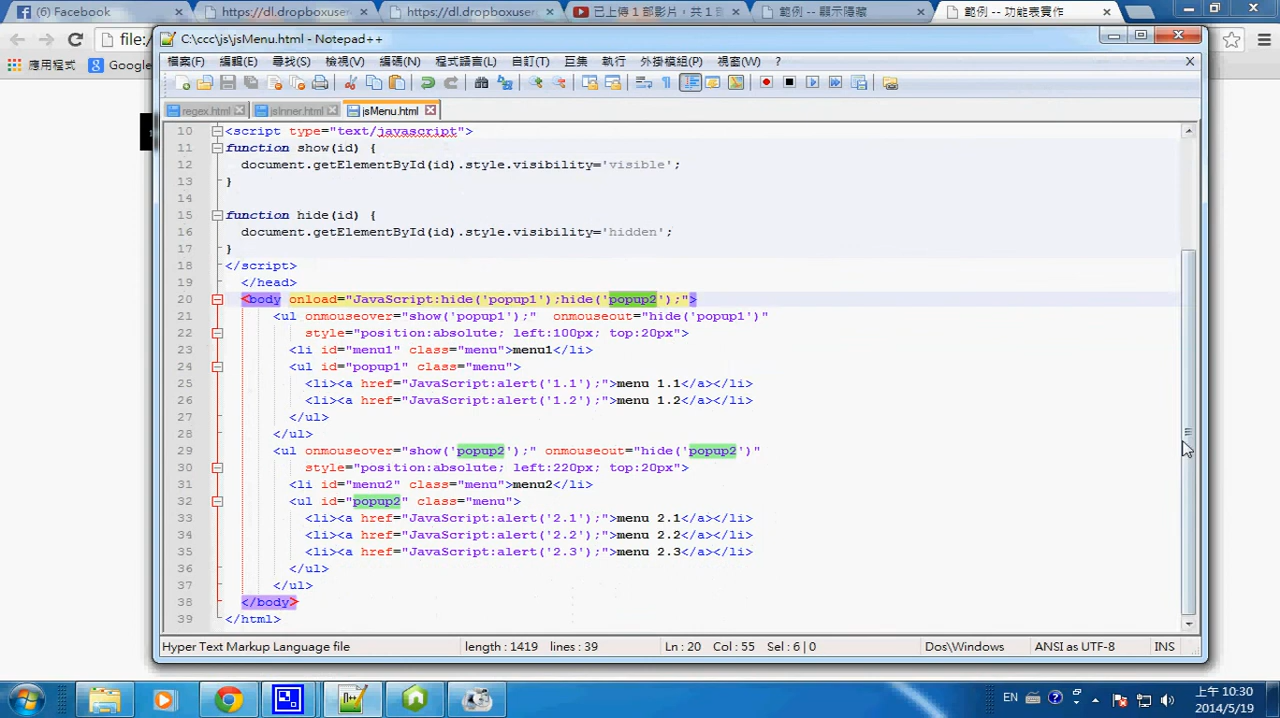 Facebook
https://dl.dropboxuser
https://dl.dropboxuser
已上傳 1 部影片，共 1 部
範例 -- 顯示隱藏
範例 -- 功能表實作
file:/
應用程式
Google
C:\ccc\js\jsMenu.html - Notepad++
檔案(F) 編輯(E) 尋找(S) 檢視(V) 編碼(N) 程式語言(L) 設定(T) 巨集 執行 外掛模組(P) 視窗(W) ?
regex.html
jsInner.html
jsMenu.html
10 <script type="text/javascript">
11 function show(id) {
12 document.getElementById(id).style.visibility='visible';
13 }
14
15 function hide(id) {
16 document.getElementById(id).style.visibility='hidden';
17 }
18 </script>
19 </head>
20 <body onload="JavaScript:hide('popup1');hide('popup2');">
21 <ul onmouseover="show('popup1');" onmouseout="hide('popup1')"
22 style="position:absolute; left:100px; top:20px">
23 <li id="menu1" class="menu">menu1</li>
24 <ul id="popup1" class="menu">
25 <li><a href="JavaScript:alert('1.1');">menu 1.1</a></li>
26 <li><a href="JavaScript:alert('1.2');">menu 1.2</a></li>
27 </ul>
28 </ul>
29 <ul onmouseover="show('popup2');" onmouseout="hide('popup2')"
30 style="position:absolute; left:220px; top:20px">
31 <li id="menu2" class="menu">menu2</li>
32 <ul id="popup2" class="menu">
33 <li><a href="JavaScript:alert('2.1');">menu 2.1</a></li>
34 <li><a href="JavaScript:alert('2.2');">menu 2.2</a></li>
35 <li><a href="JavaScript:alert('2.3');">menu 2.3</a></li>
36 </ul>
37 </ul>
38 </body>
39 </html>
Hyper Text Markup Language file
length : 1419 lines : 39
Ln : 20 Col : 55 Sel : 6 | 0
Dos\Windows
ANSI as UTF-8
INS
EN
上午 10:30
2014/5/19